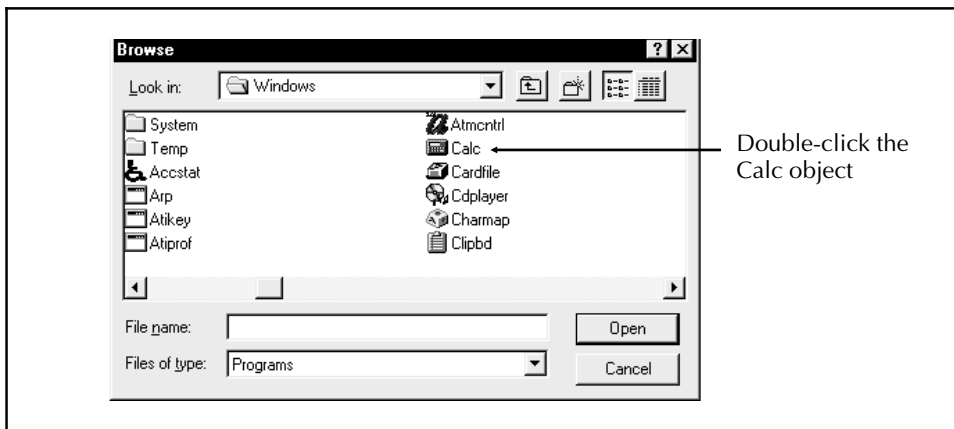 Browse
Look in: Windows
System
Temp
Accstat
Arp
Atikey
Atiprof
Atmcntrl
Calc
Cardfile
Cdplayer
Charmap
Clipbd
Double-click the
Calc object
File name:
Open
Files of type: Programs
Cancel